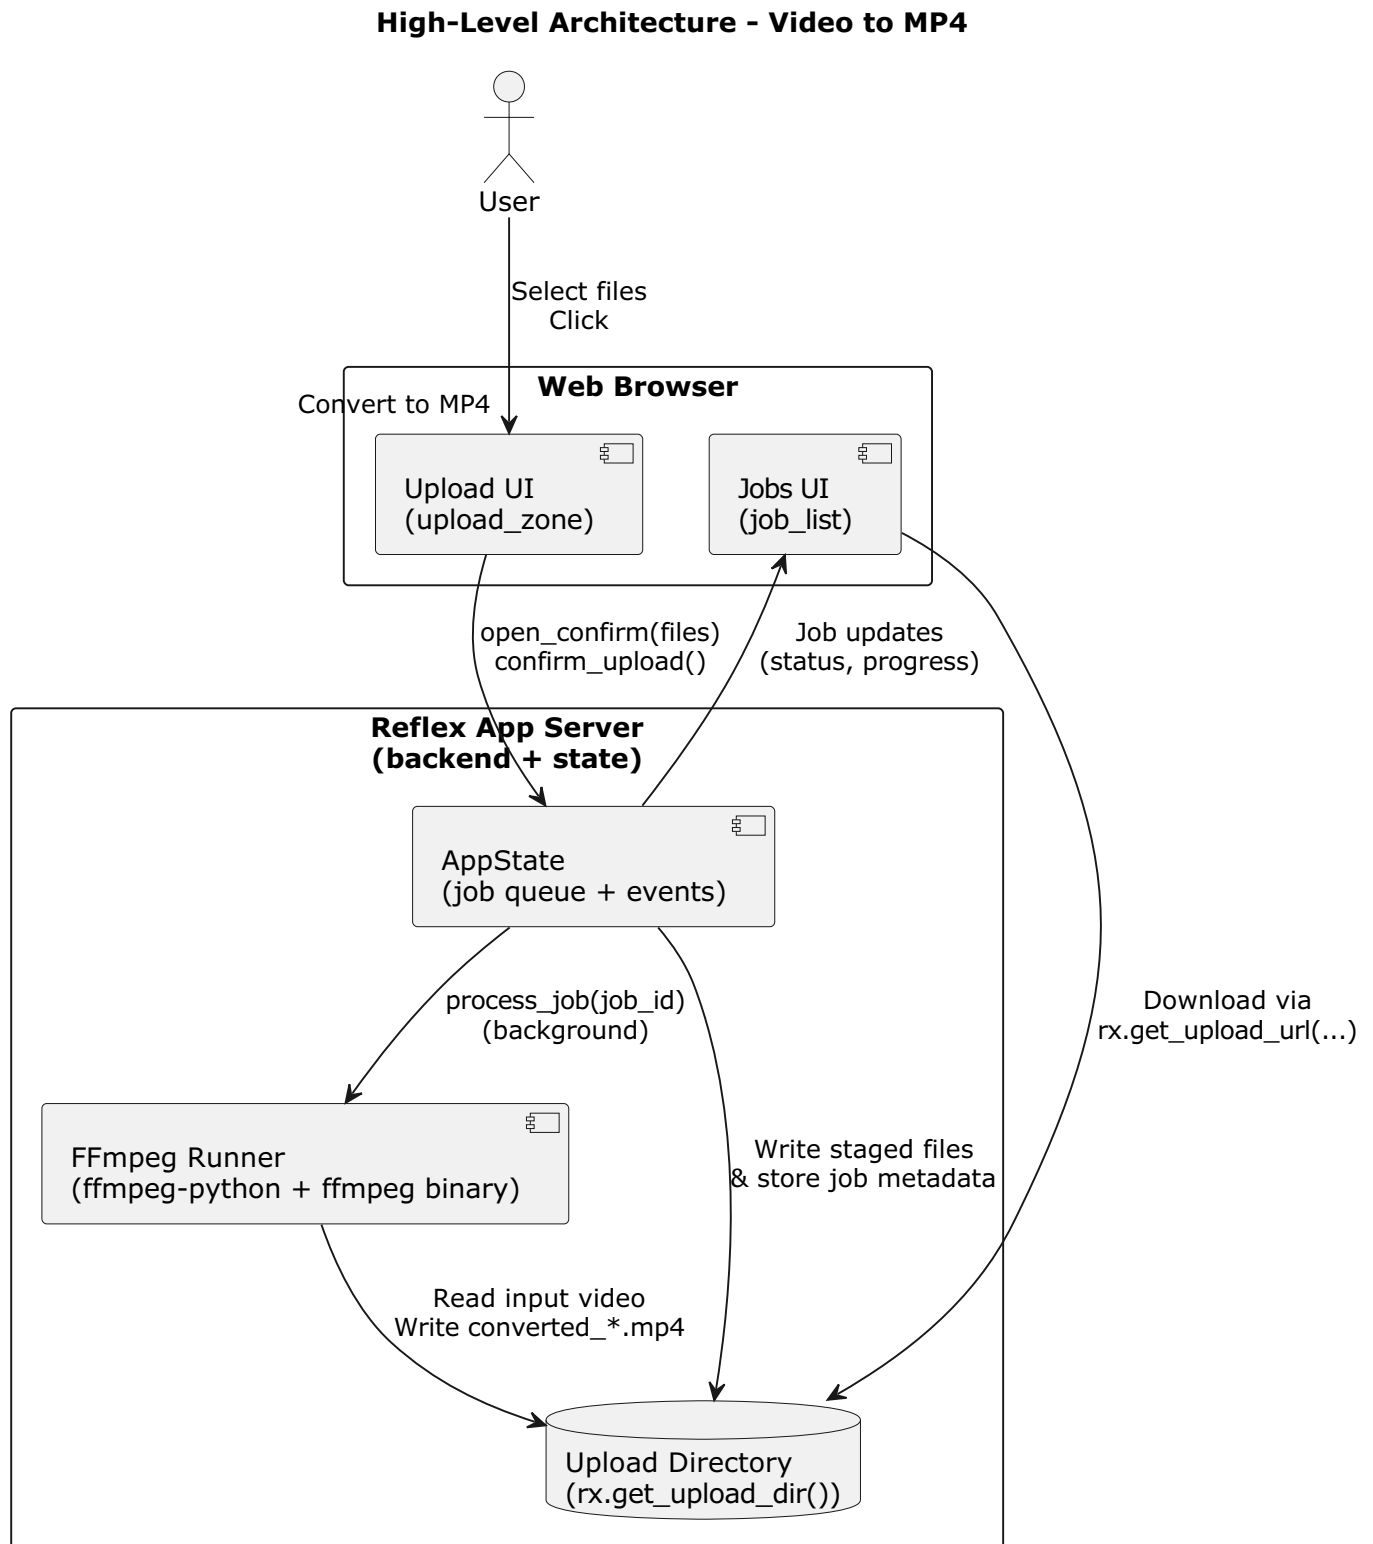 High-Level Architecture - Video to MP4
User
Select files
Click
Convert to MP4
Web Browser
Upload UI
(upload_zone)
Jobs UI
(job_list)
open_confirm(files)
confirm_upload()
Job updates
(status, progress)
Reflex App Server
(backend + state)
AppState
(job queue + events)
process_job(job_id)
(background)
Download via
rx.get_upload_url(...)
FFmpeg Runner
(ffmpeg-python + ffmpeg binary)
Write staged files
& store job metadata
Read input video
Write converted_*.mp4
Upload Directory
(rx.get_upload_dir())